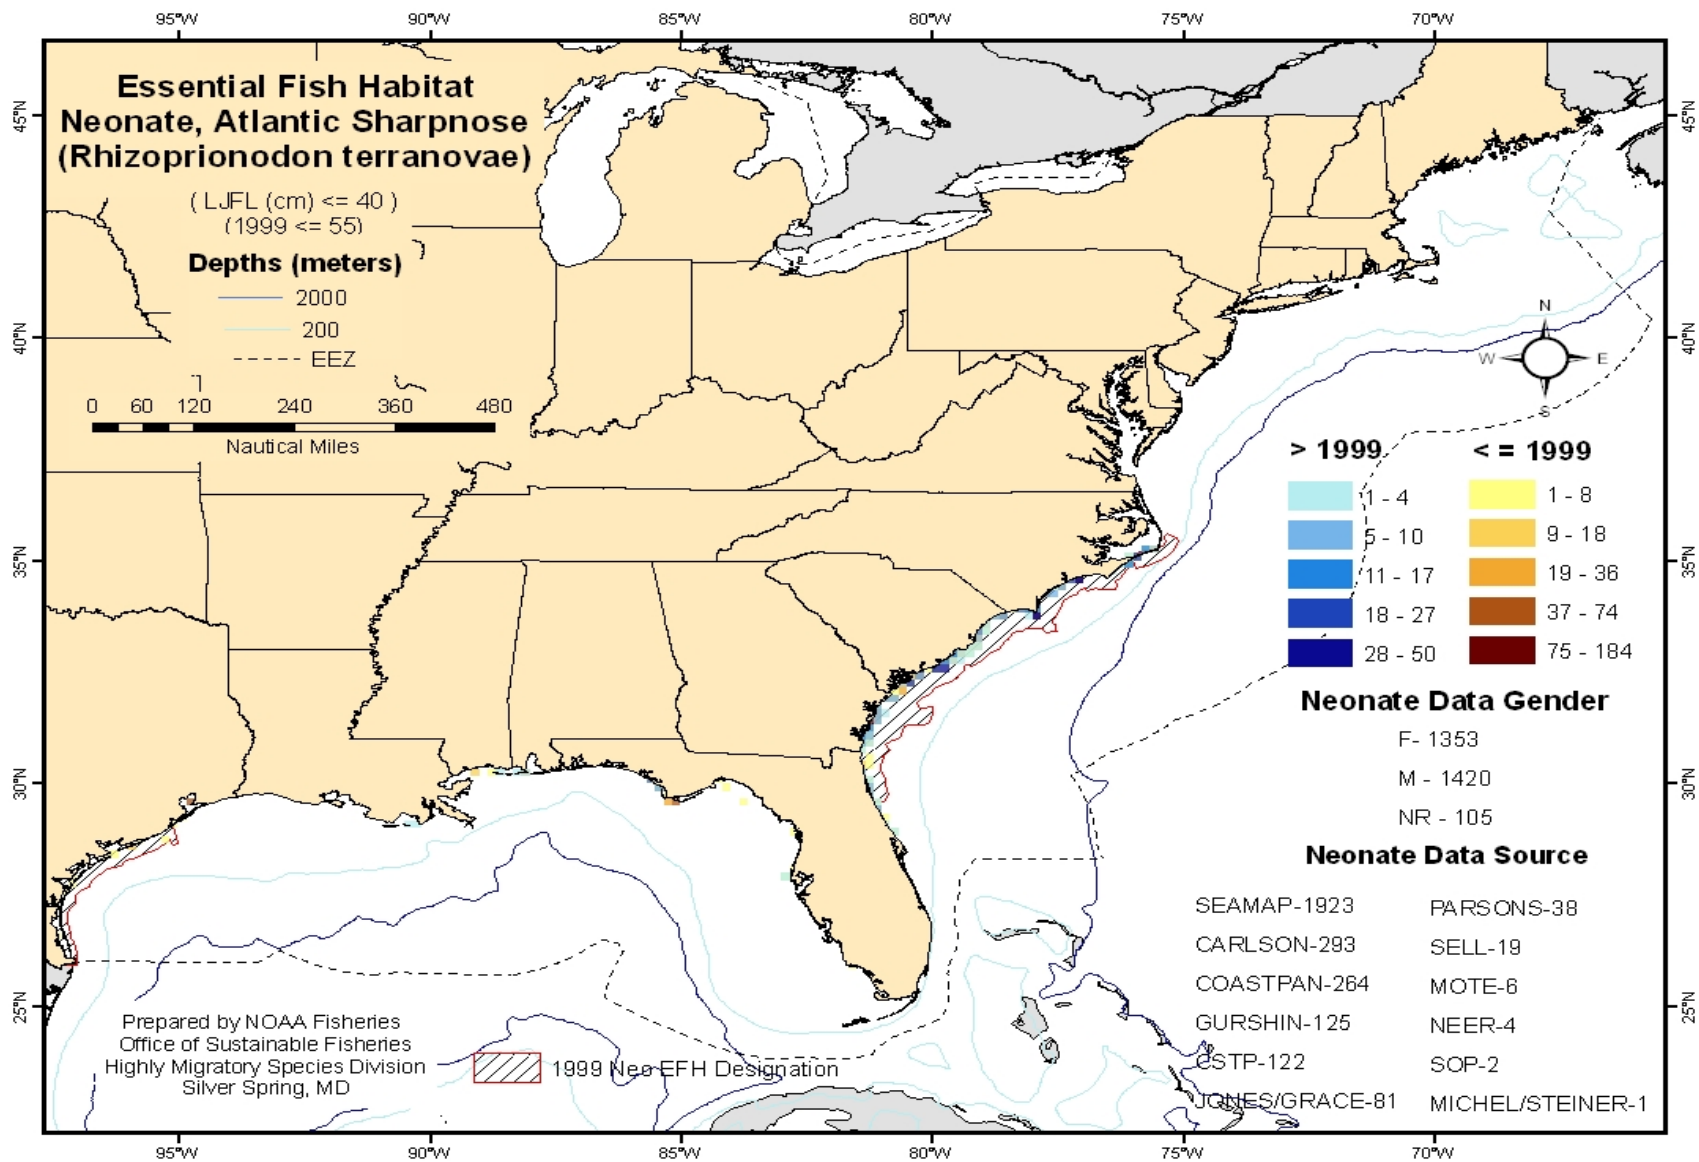 95°W 90°W 85°W 80°W 75°W 70°W
Essential Fish Habitat
Neonate, Atlantic Sharpnose
(Rhizoprionodon terranovae)
( LJFL (cm) <= 40 )
(1999 <= 55)
Depths (meters)
2000
200
EEZ
0 60 120 240 360 480
Nautical Miles
45°N
40°N
35°N
30°N
25°N
45°N
40°N
35°N
30°N
25°N
N
W E
S
> 1999 < = 1999
1 - 4 1 - 8
5 - 10 9 - 18
11 - 17 19 - 36
18 - 27 37 - 74
28 - 50 75 - 184
Neonate Data Gender
F- 1353
M - 1420
NR - 105
Neonate Data Source
SEAMAP-1923 PARSONS-38
CARLSON-293 SELL-19
COASTPAN-264 MOTE-6
GURSHIN-125 NEER-4
CSTP-122 SOP-2
JONES/GRACE-81 MICHEL/STEINER-1
Prepared by NOAA Fisheries
Office of Sustainable Fisheries
Highly Migratory Species Division
Silver Spring, MD
1999 Neo EFH Designation
95°W 90°W 85°W 80°W 75°W 70°W